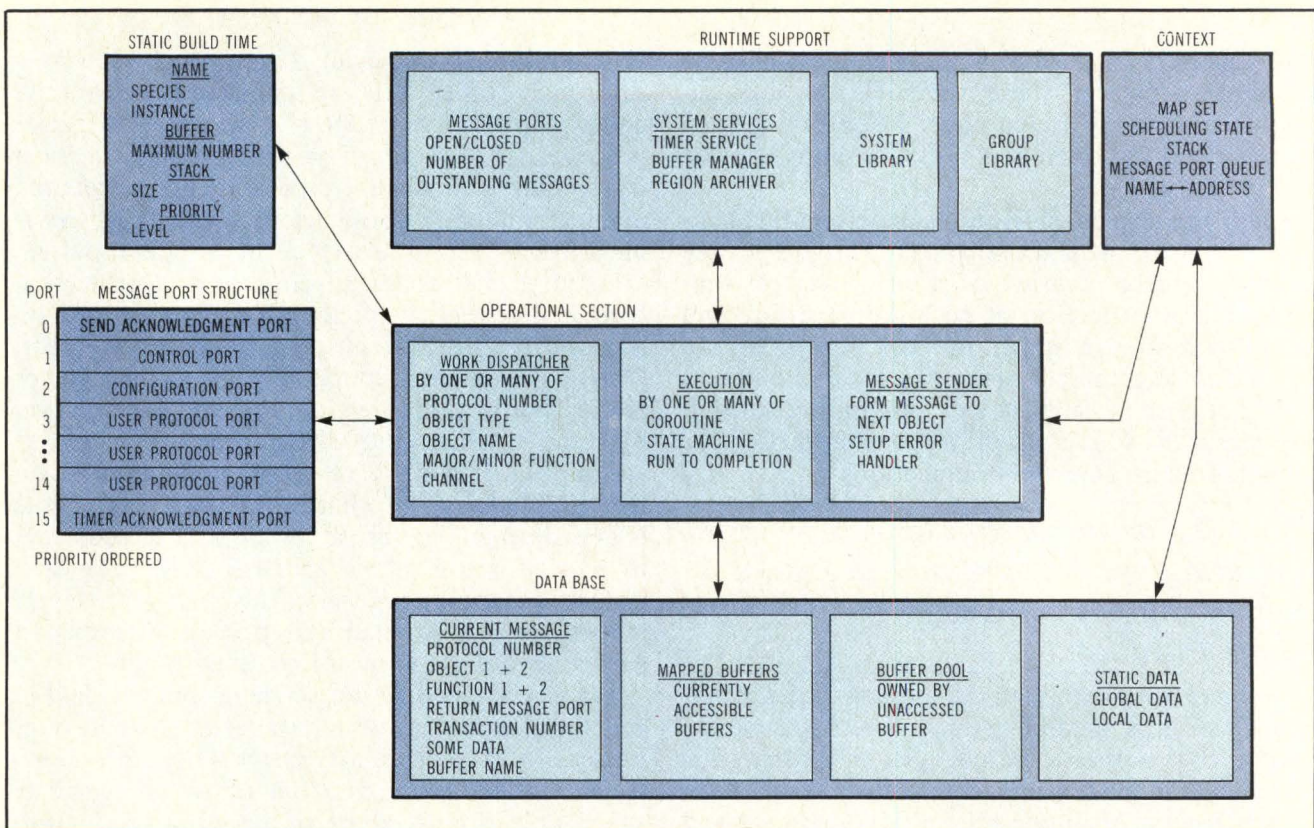 STATIC BUILD TIME
NAME
SPECIES
INSTANCE
BUFFER
MAXIMUM NUMBER
STACK
SIZE
PRIORITY
LEVEL
RUNTIME SUPPORT
MESSAGE PORTS
OPEN/CLOSED
NUMBER OF
OUTSTANDING MESSAGES
SYSTEM SERVICES
TIMER SERVICE
BUFFER MANAGER
REGION ARCHIVER
SYSTEM
LIBRARY
GROUP
LIBRARY
CONTEXT
MAP SET
SCHEDULING STATE
STACK
MESSAGE PORT QUEUE
NAME↔ADDRESS
PORT MESSAGE PORT STRUCTURE
0 SEND ACKNOWLEDGMENT PORT
1 CONTROL PORT
2 CONFIGURATION PORT
3 USER PROTOCOL PORT
USER PROTOCOL PORT
14 USER PROTOCOL PORT
15 TIMER ACKNOWLEDGMENT PORT
PRIORITY ORDERED
OPERATIONAL SECTION
WORK DISPATCHER
BY ONE OR MANY OF
PROTOCOL NUMBER
OBJECT TYPE
OBJECT NAME
MAJOR/MINOR FUNCTION
CHANNEL
EXECUTION
BY ONE OR MANY OF
COROUTINE
STATE MACHINE
RUN TO COMPLETION
MESSAGE SENDER
FORM MESSAGE TO
NEXT OBJECT
SETUP ERROR
HANDLER
DATA BASE
CURRENT MESSAGE
PROTOCOL NUMBER
OBJECT 1 + 2
FUNCTION 1 + 2
RETURN MESSAGE PORT
TRANSACTION NUMBER
SOME DATA
BUFFER NAME
MAPPED BUFFERS
CURRENTLY
ACCESSIBLE
BUFFERS
BUFFER POOL
OWNED BY
UNACCESSED
BUFFER
STATIC DATA
GLOBAL DATA
LOCAL DATA